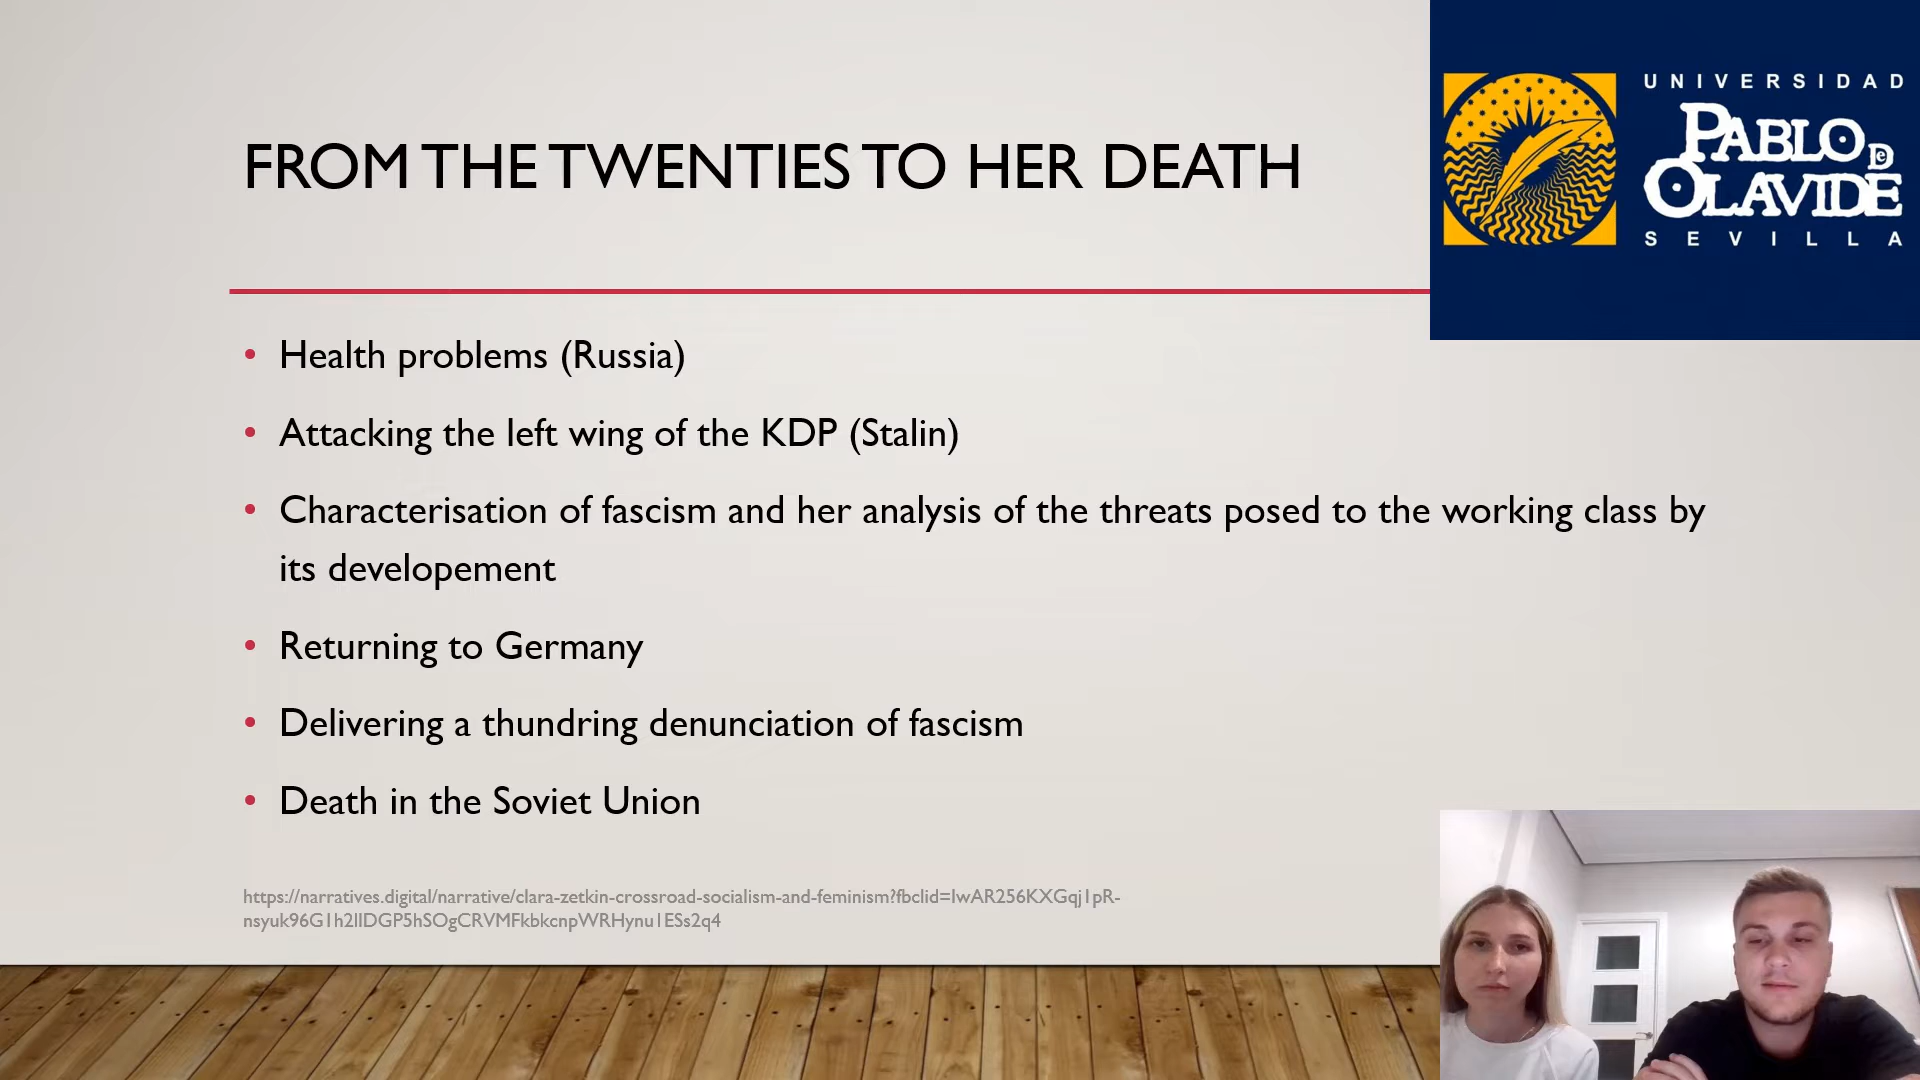 FROM THE TWENTIES TO HER DEATH
UNIVERSIDAD
PABLO DE
OLAVIDE
SEVILLA
• Health problems (Russia)
• Attacking the left wing of the KDP (Stalin)
• Characterisation of fascism and her analysis of the threats posed to the working class by
its developement
• Returning to Germany
• Delivering a thundring denunciation of fascism
• Death in the Soviet Union
https://narratives.digital/narrative/clara-zetkin-crossroad-socialism-and-feminism?fbclid=IwAR256KXGqj1pR-
nsyuk96G1h2lIDGP5hSOgCRVMFkbkcnpWRHynu1ESs2q4